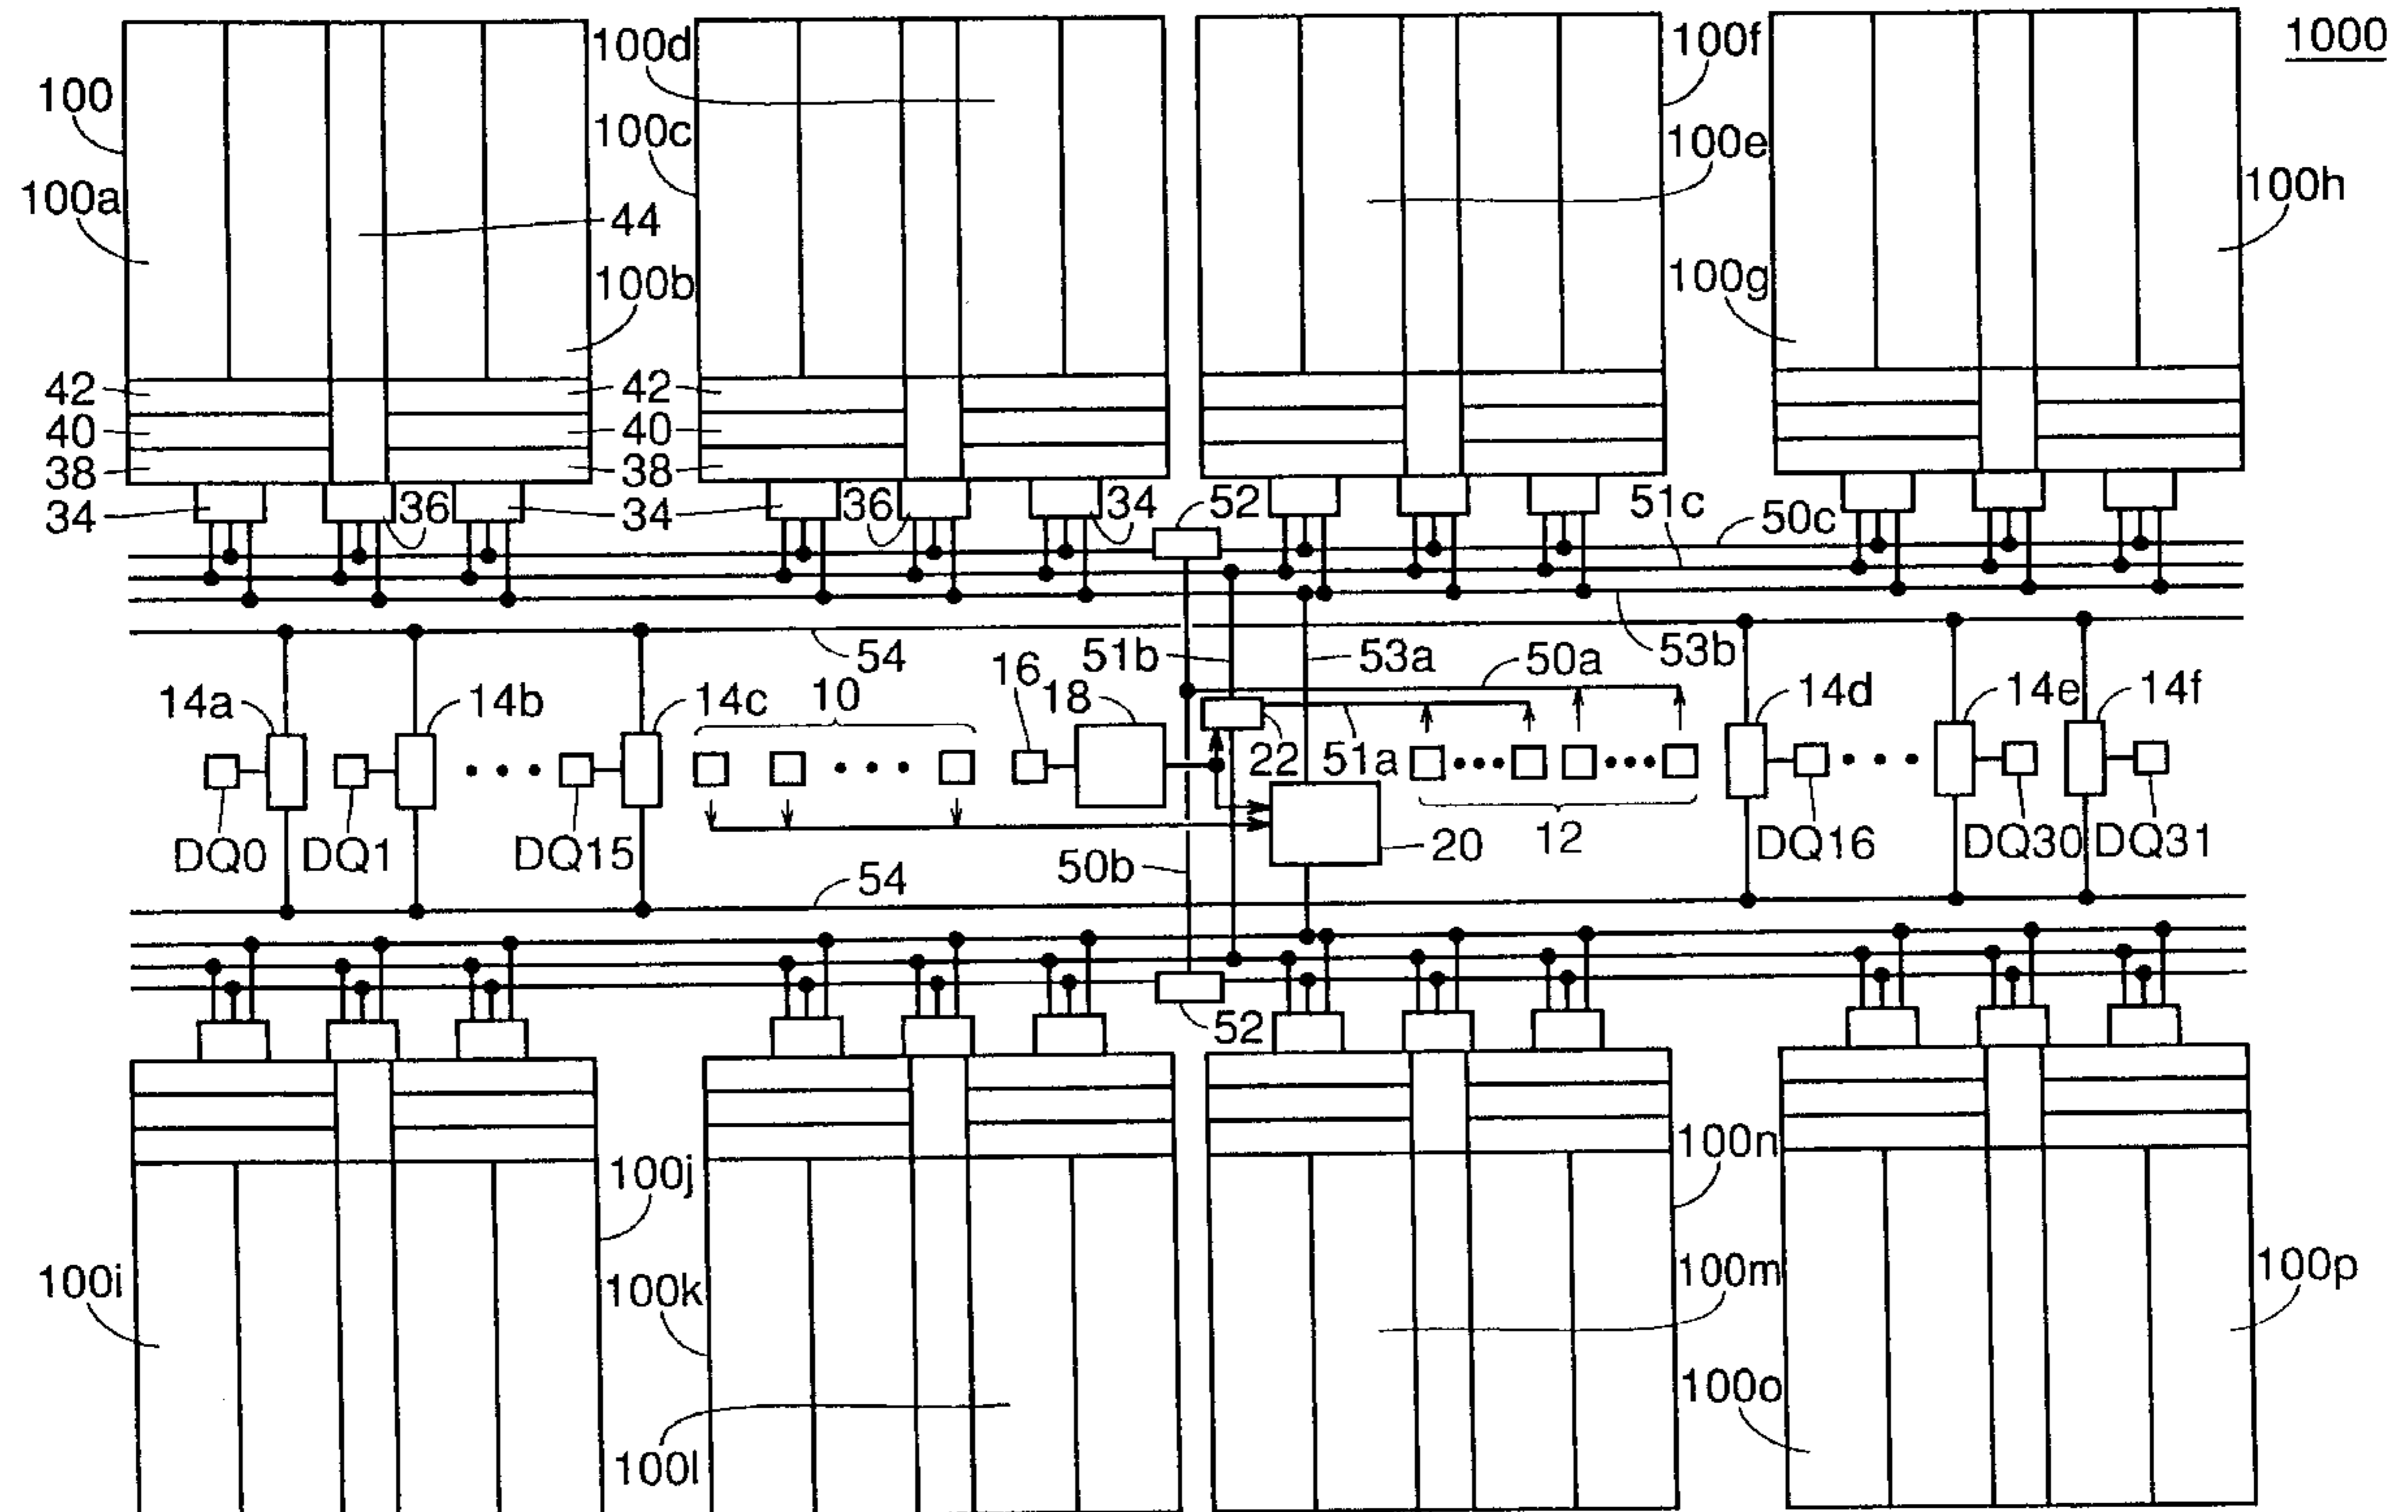 1000
100
100a
44
100b
100d
100c
100f
100e
100g
100h
42
42
40
40
38
38
34
36
34
36
34
52
51c
50c
54
51b
53a
50a
53b
16
18
10
14a
14b
14c
14d
14e
14f
22
51a
12
20
DQ0
DQ1
DQ15
DQ16
DQ30
DQ31
50b
54
52
100i
100j
100k
100l
100n
100m
100o
100p